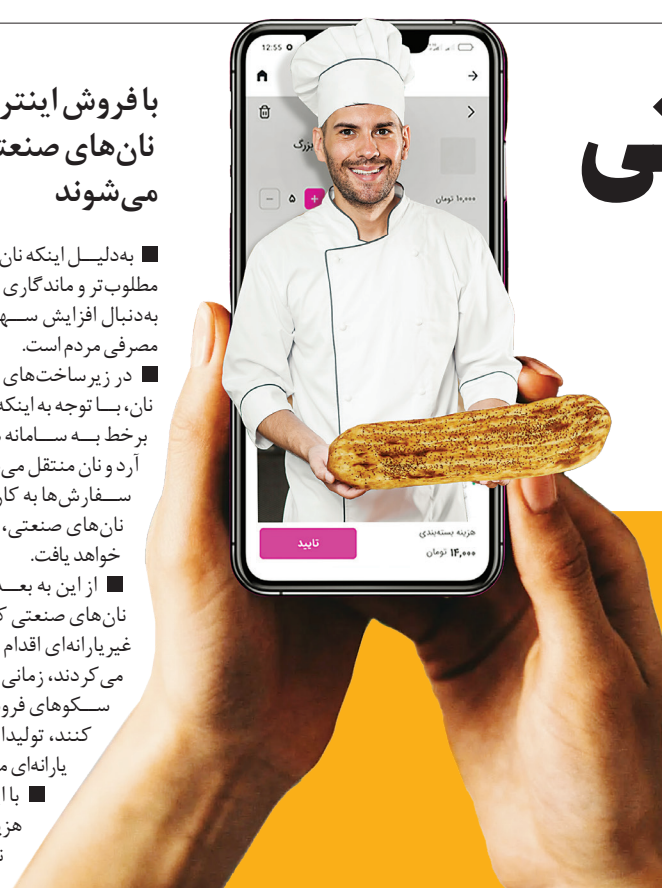 با فروش اینتر
نان‌های صنعت
می‌شوند
■ به‌دلیل اینکه نان
مطلوب‌تر و ماندگاری
به‌دنبال افزایش سه
مصرفی مردم است.
■ در زیرساخت‌های
نان، با توجه به اینکه
برخط به سامانه
آرد و نان منتقل می
سفارش‌ها به کار
نان‌های صنعتی،
خواهد یافت.
■ از این به بعد
نان‌های صنعتی ک
غیریارانه‌ای اقدام
می‌کردند، زمانی
سکوهای فرو
کنند، تولیدا
یارانه‌ای م
■ با ا
هزی
ن
12:55
بزرگ
۵
۱۰,۰۰۰ تومان
هزینه بسته‌بندی
۱۴,۰۰۰ تومان
تایید